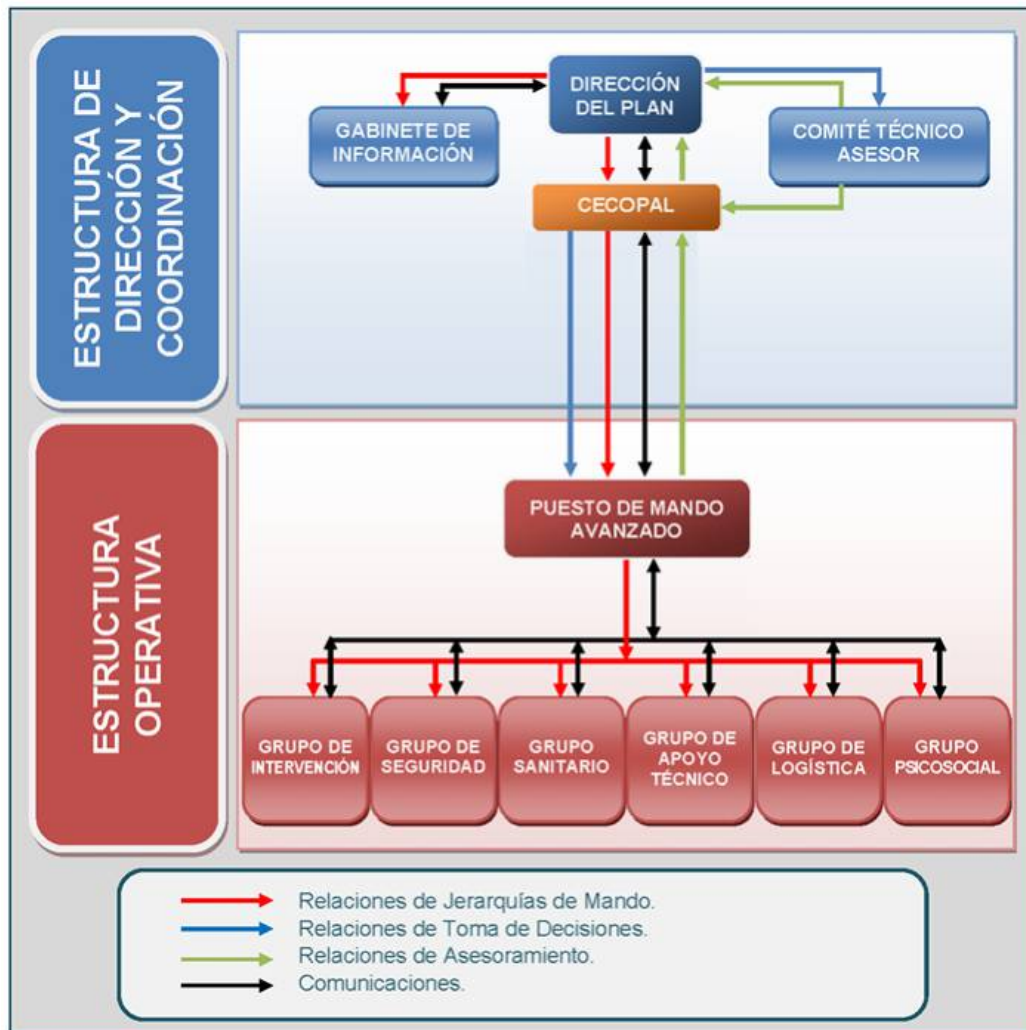 ESTRUCTURA DE
DIRECCIÓN Y
COORDINACIÓN
DIRECCIÓN
DEL PLAN
GABINETE DE
INFORMACIÓN
COMITÉ TÉCNICO
ASESOR
CECOPAL
ESTRUCTURA
OPERATIVA
PUESTO DE MANDO
AVANZADO
GRUPO DE
INTERVENCIÓN
GRUPO DE
SEGURIDAD
GRUPO
SANITARIO
GRUPO DE
APOYO
TÉCNICO
GRUPO DE
LOGÍSTICA
GRUPO
PSICOSOCIAL
Relaciones de Jerarquías de Mando.
Relaciones de Toma de Decisiones.
Relaciones de Asesoramiento.
Comunicaciones.